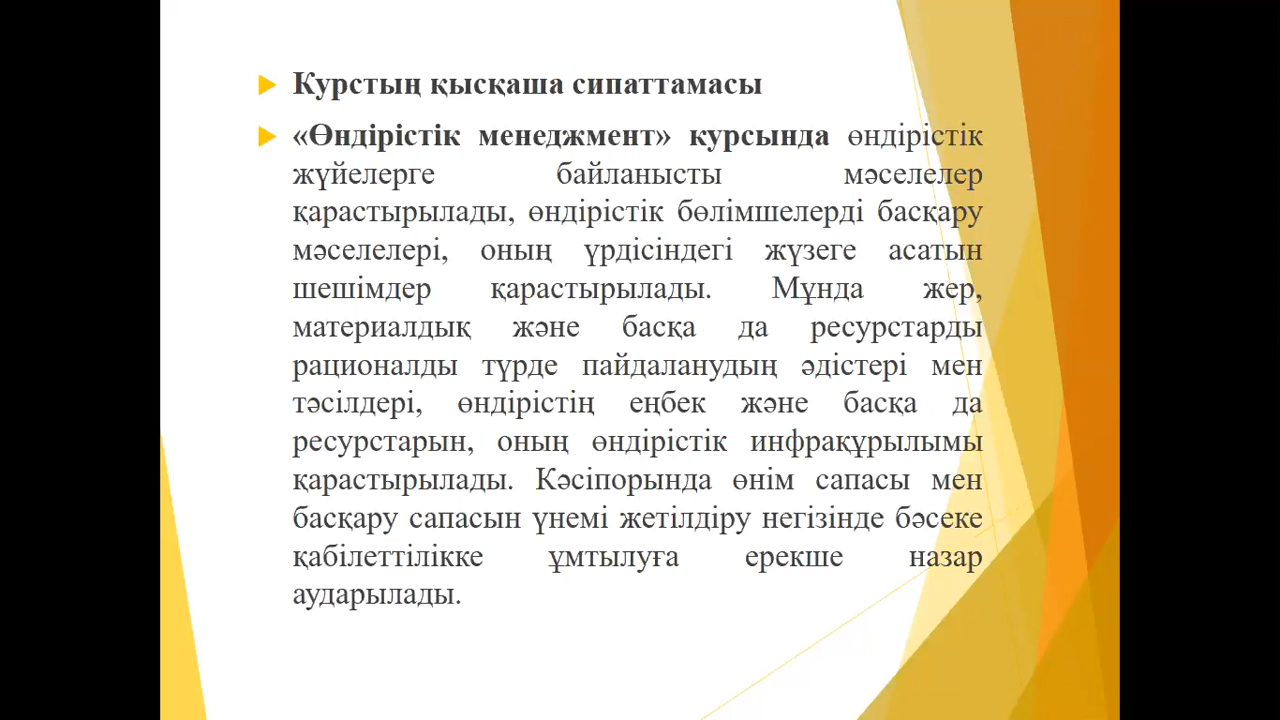 Курстың қысқаша сипаттамасы
«Өндірістік менеджмент» курсында өндірістік
жүйелерге байланысты мәселелер
қарастырылады, өндірістік бөлімшелерді басқару
мәселелері, оның үрдісіндегі жүзеге асатын
шешімдер қарастырылады. Мұнда жер,
материалдық және басқа да ресурстарды
рационалды түрде пайдаланудың әдістері мен
тәсілдері, өндірістің еңбек және басқа да
ресурстарын, оның өндірістік инфрақұрылымы
қарастырылады. Кәсіпорында өнім сапасы мен
басқару сапасын үнемі жетілдіру негізінде бәсеке
қабілеттілікке ұмтылуға ерекше назар
аударылады.